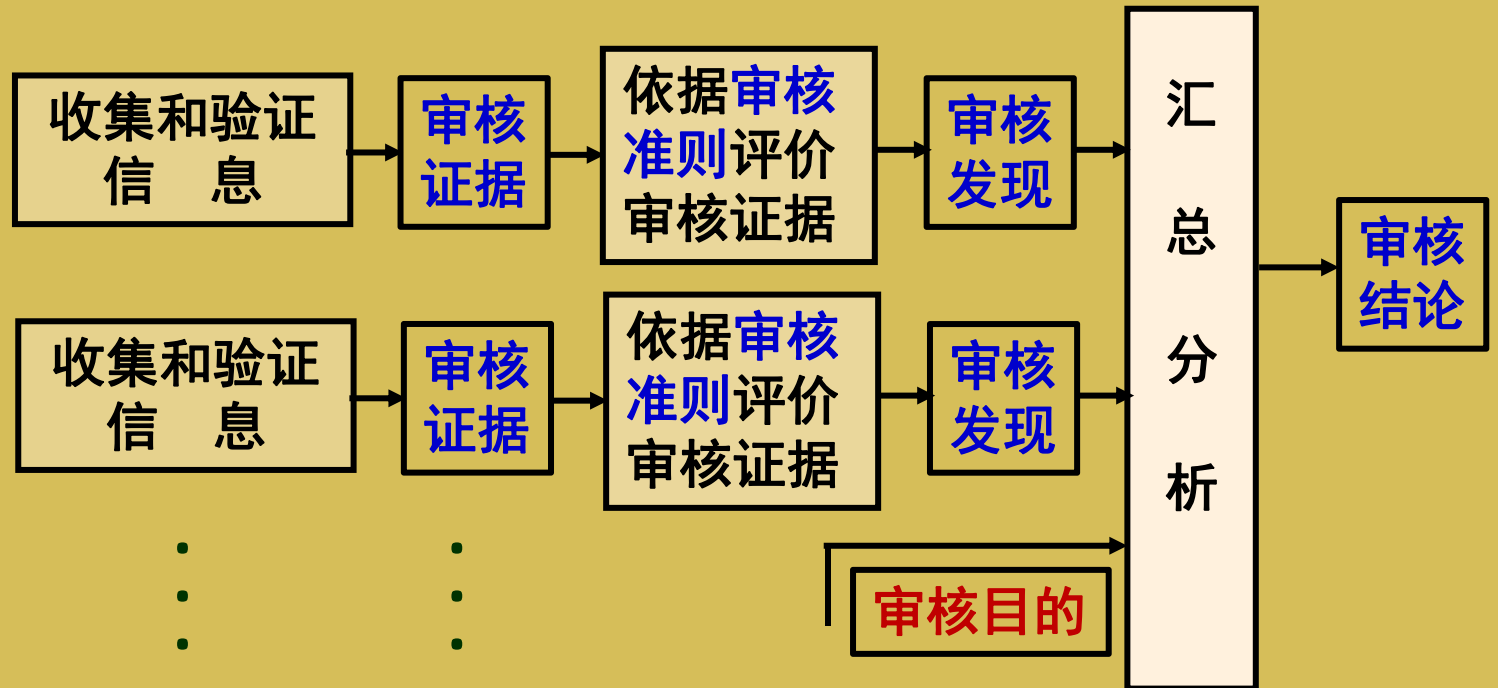 收集和验证
信 息
审核
证据
依据审核
准则评价
审核证据
审核
发现
收集和验证
信 息
审核
证据
依据审核
准则评价
审核证据
审核
发现
审核目的
汇
总
分
析
审核
结论